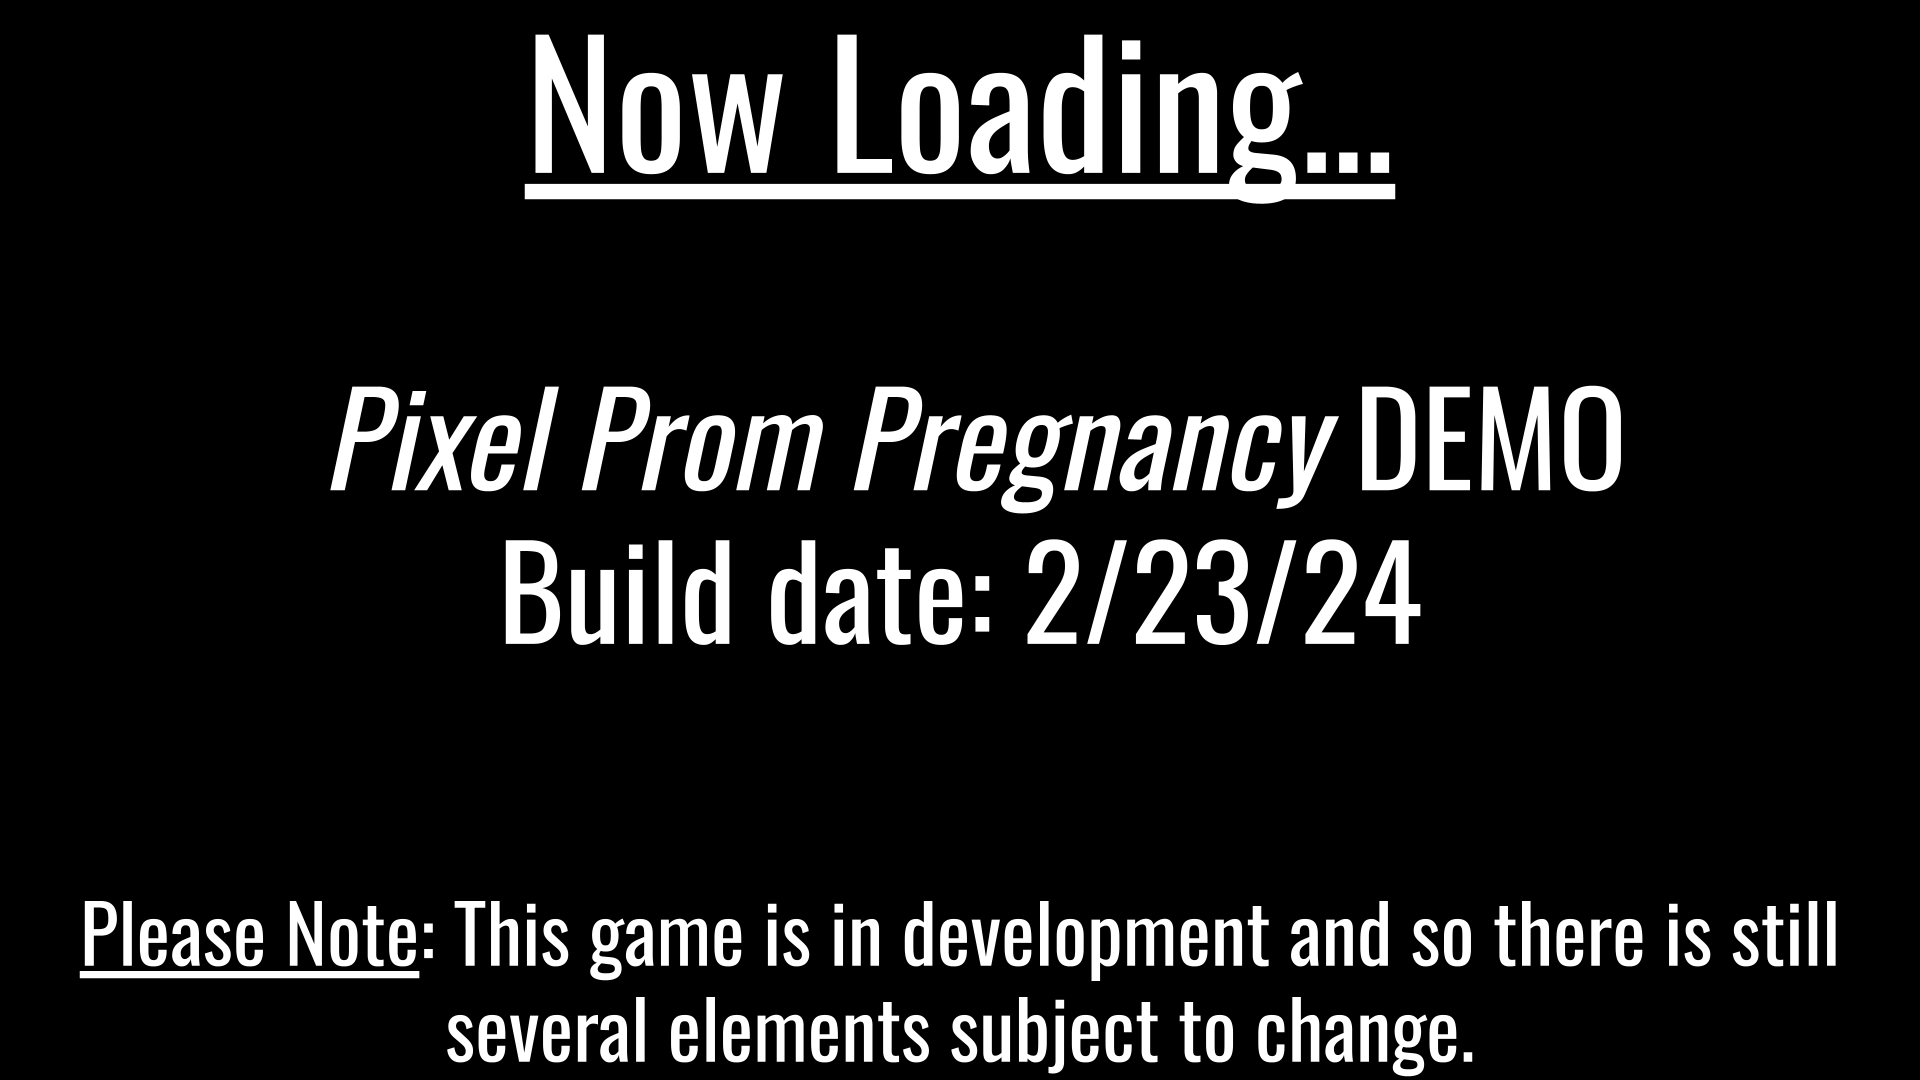 Now Loading...
Pixel Prom Pregnancy DEMO
Build date: 2/23/24
Please Note: This game is in development and so there is still
several elements subject to change.